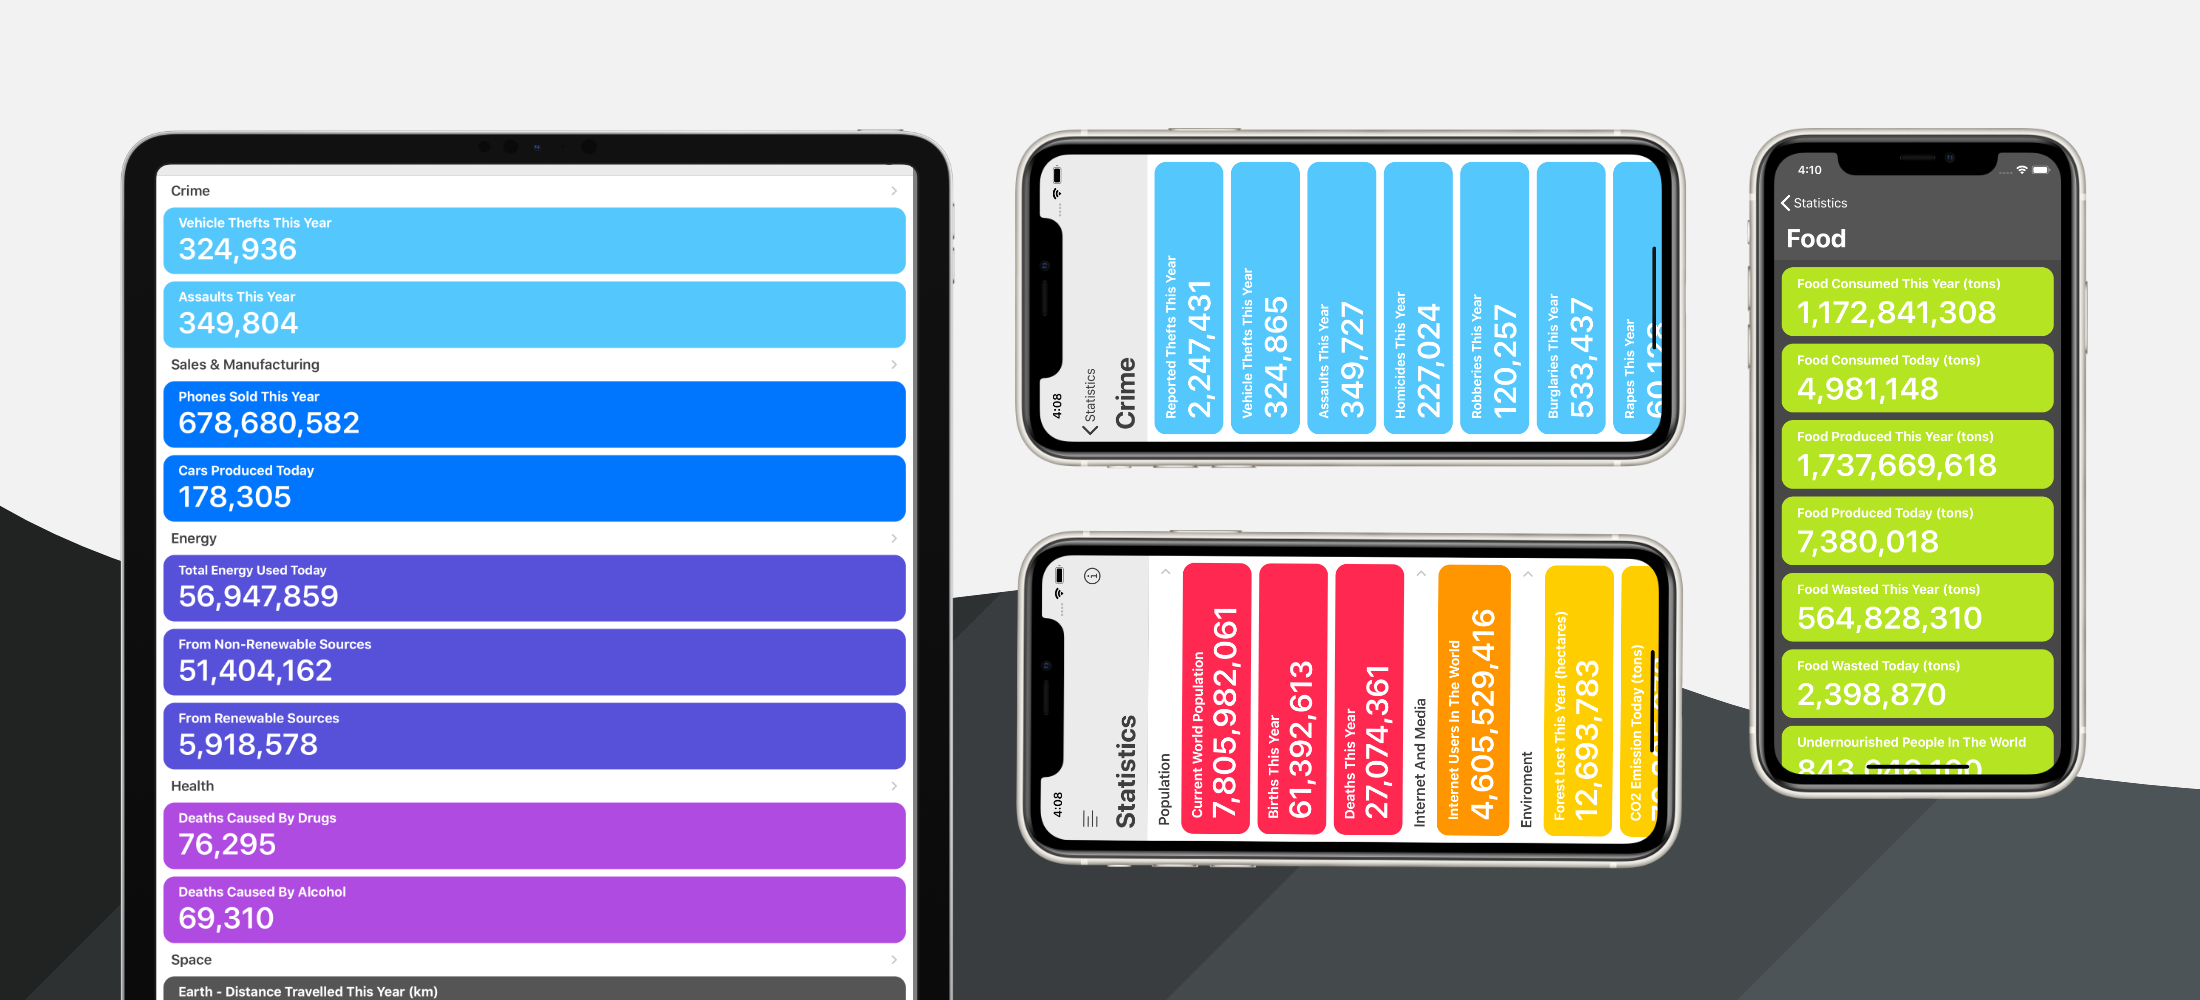 Crime
Vehicle Thefts This Year
324,936
Assaults This Year
349,804
Sales & Manufacturing
Phones Sold This Year
678,680,582
Cars Produced Today
178,305
Energy
Total Energy Used Today
56,947,859
From Non-Renewable Sources
51,404,162
From Renewable Sources
5,918,578
Health
Deaths Caused By Drugs
76,295
Deaths Caused By Alcohol
69,310
Space
Earth - Distance Travelled This Year (km)
4:08
Statistics
Crime
Reported Thefts This Year
2,247,431
Vehicle Thefts This Year
324,865
Assaults This Year
349,727
Homicides This Year
227,024
Robberies This Year
120,257
Burglaries This Year
533,437
Rapes This Year
4:08
Statistics
Population
Current World Population
7,805,982,061
Births This Year
61,392,613
Deaths This Year
27,074,361
Internet And Media
Internet Users In The World
4,605,529,416
Enviroment
Forest Lost This Year (hectares)
12,693,783
CO2 Emission Today (tons)
4:10
Statistics
Food
Food Consumed This Year (tons)
1,172,841,308
Food Consumed Today (tons)
4,981,148
Food Produced This Year (tons)
1,737,669,618
Food Produced Today (tons)
7,380,018
Food Wasted This Year (tons)
564,828,310
Food Wasted Today (tons)
2,398,870
Undernourished People In The World